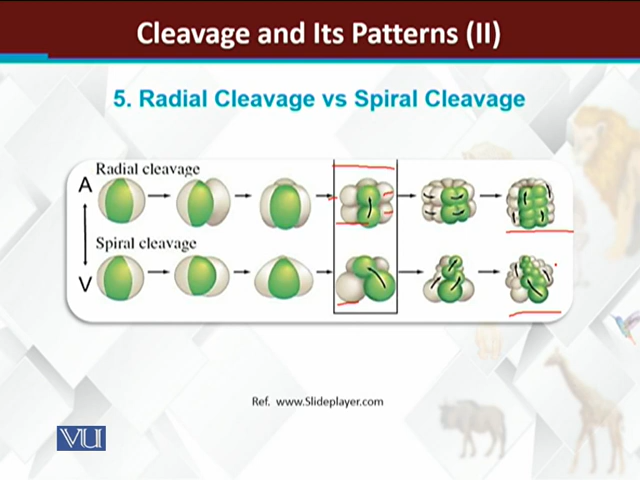 Cleavage and Its Patterns (II)
5. Radial Cleavage vs Spiral Cleavage
Radial cleavage
A
Spiral cleavage
V
Ref. www.Slideplayer.com
VU